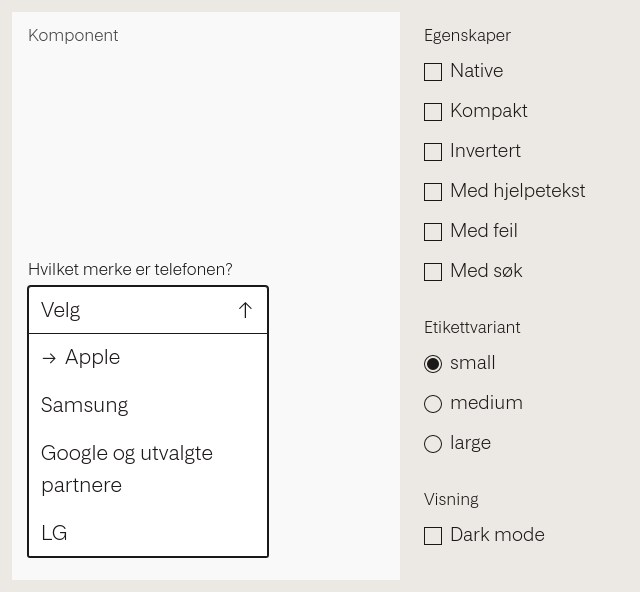 Komponent
Hvilket merke er telefonen?
Velg
Apple
Samsung
Google og utvalgte
partnere
LG
Egenskaper
Native
Kompakt
Invertert
Med hjelpetekst
Med feil
Med søk
Etikettvariant
small
medium
large
Visning
Dark mode